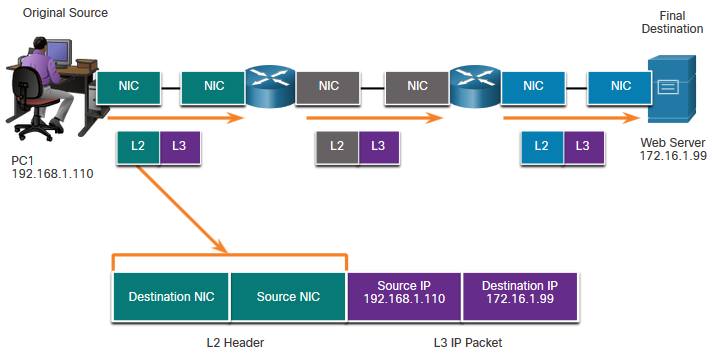 Original Source
Final
Destination
NIC
NIC
NIC
NIC
NIC
NIC
L2 L3
L2 L3
L2 L3
PC1
192.168.1.110
Web Server
172.16.1.99
Destination NIC
Source NIC
Source IP
192.168.1.110
Destination IP
172.16.1.99
L2 Header
L3 IP Packet